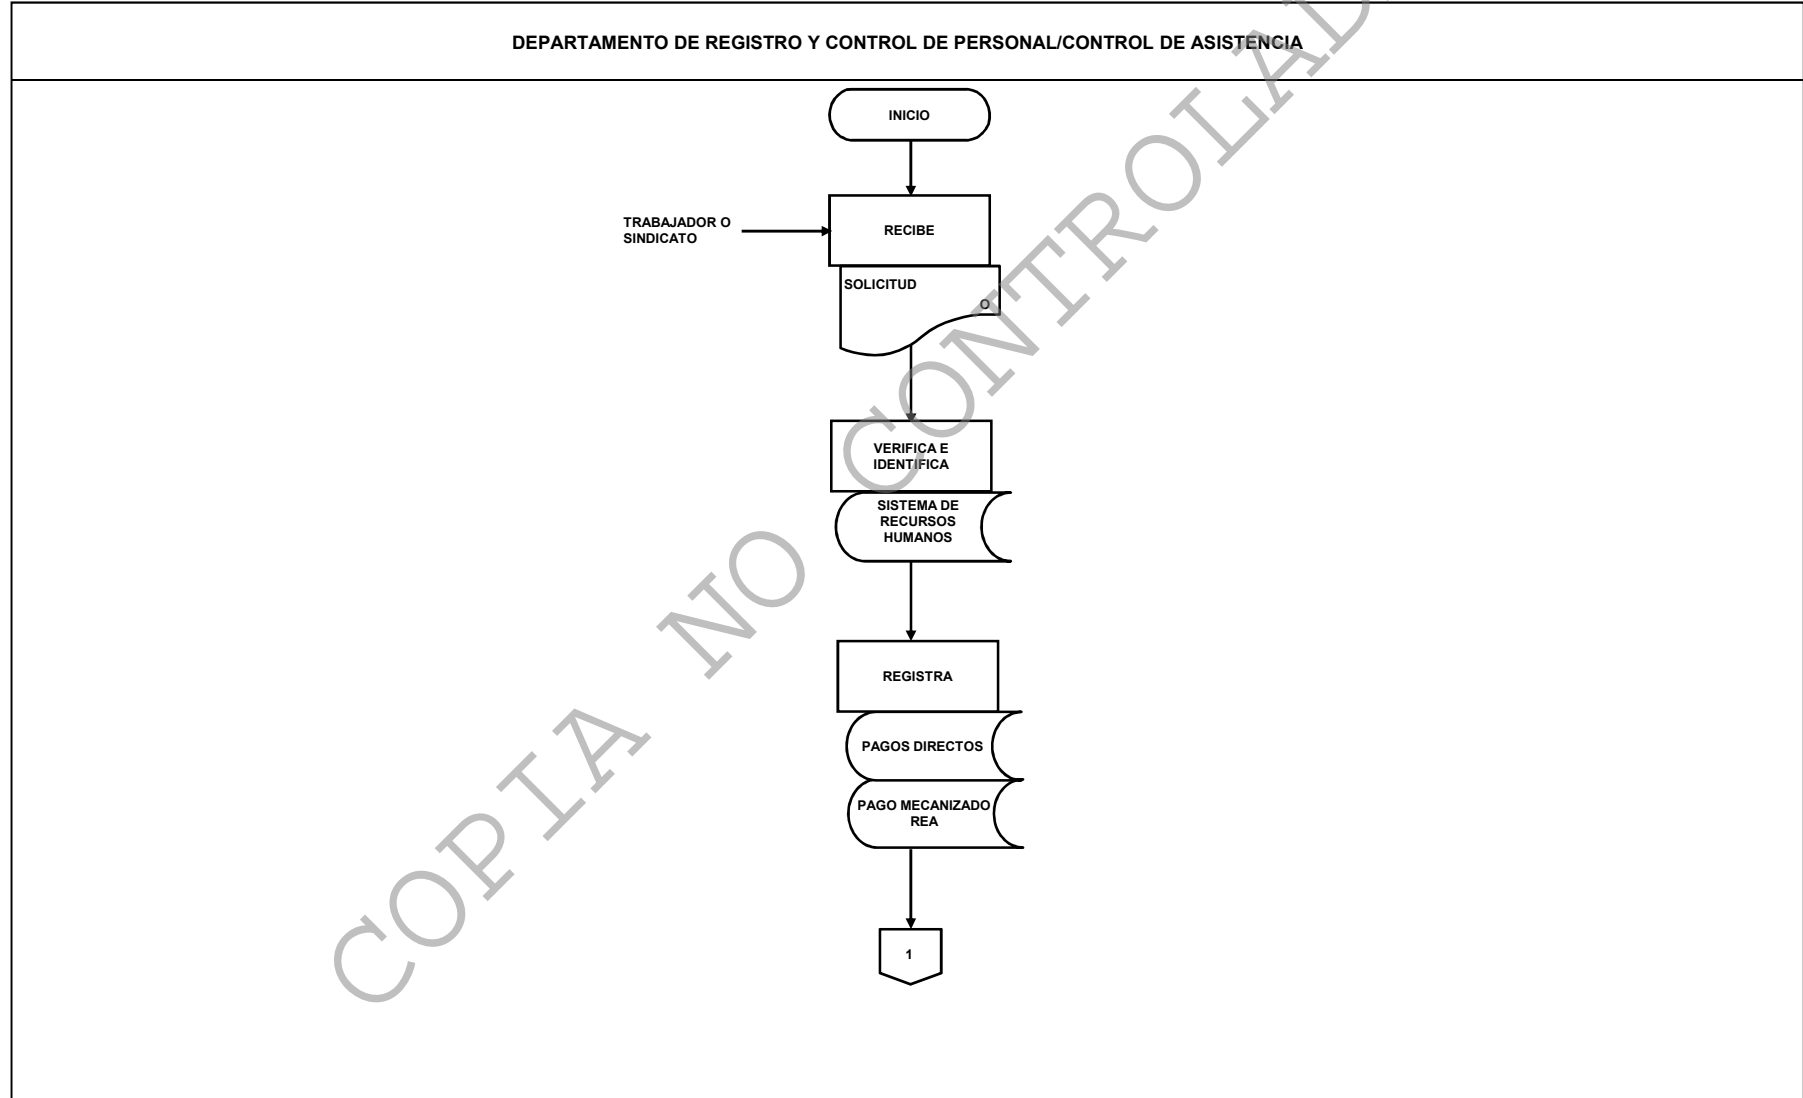 DEPARTAMENTO DE REGISTRO Y CONTROL DE PERSONAL/CONTROL DE ASISTENCIA
INICIO
TRABAJADOR O
SINDICATO
RECIBE
SOLICITUD
O
VERIFICA E
IDENTIFICA
SISTEMA DE
RECURSOS
HUMANOS
REGISTRA
PAGOS DIRECTOS
PAGO MECANIZADO
REA
1
COPIA NO CONTROLAD